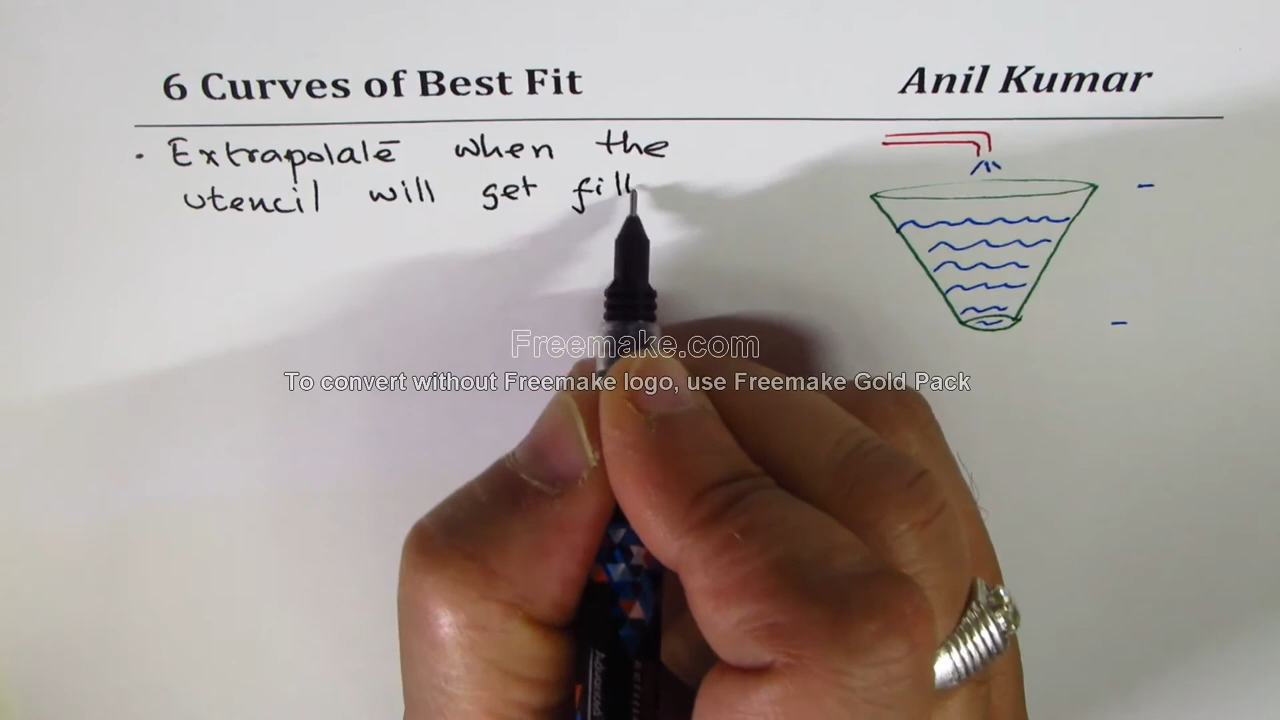 6 Curves of Best Fit
Anil Kumar
· Extrapolate when the
utencil will get fill
Freemake.com
To convert without Freemake logo, use Freemake Gold Pack